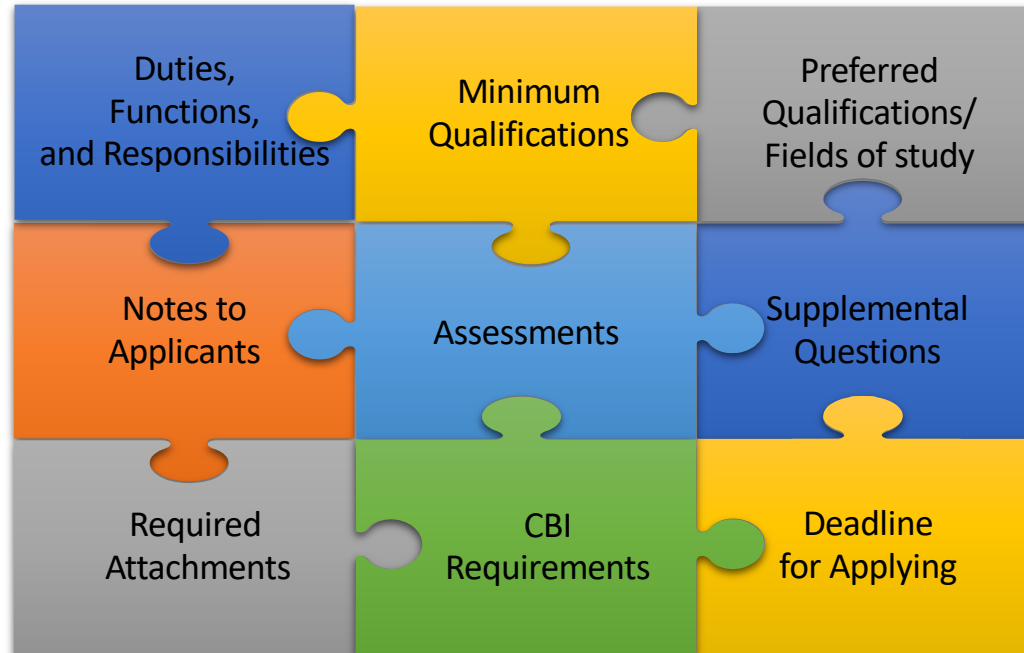 Duties,
Functions,
and Responsibilities
Minimum
Qualifications
Preferred
Qualifications/
Fields of study
Notes to
Applicants
Assessments
Supplemental
Questions
Required
Attachments
CBI
Requirements
Deadline
for Applying